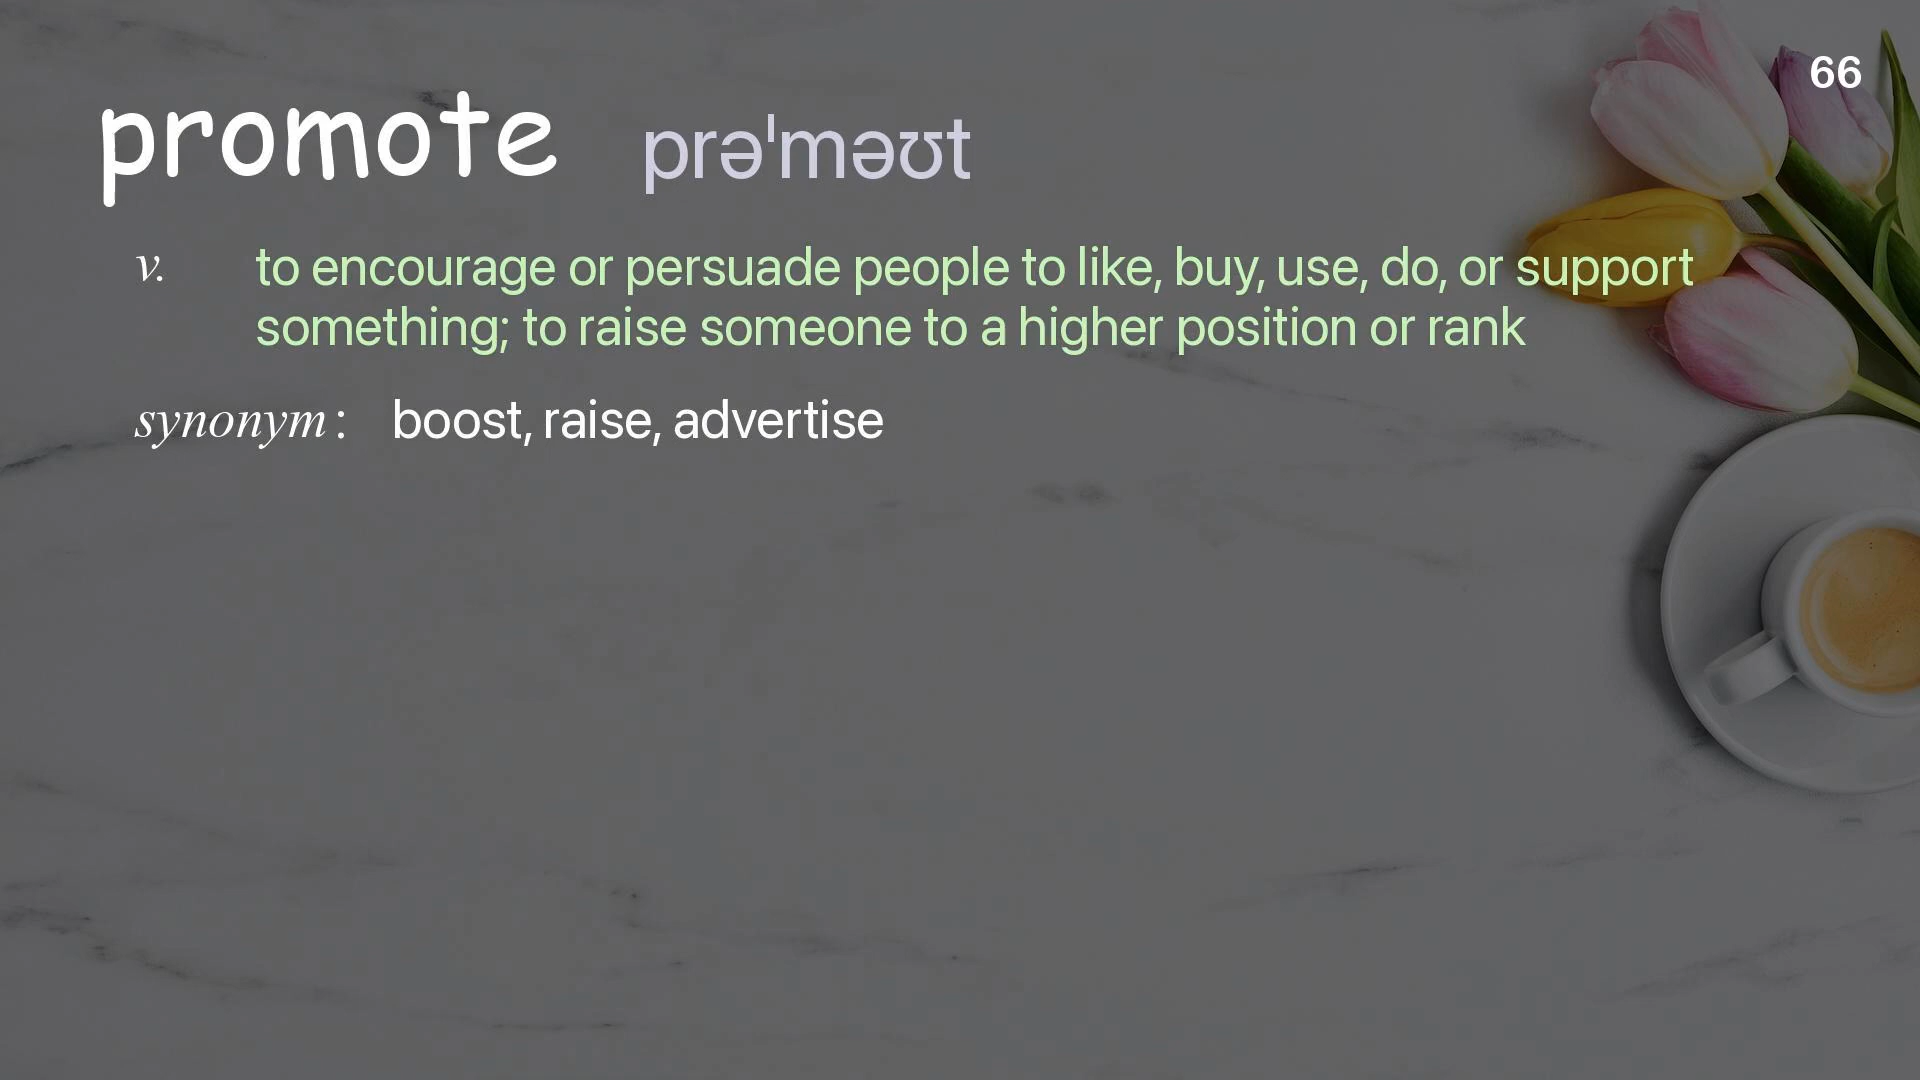 66
promote prəˈməʊt
v. to encourage or persuade people to like, buy, use, do, or support
something; to raise someone to a higher position or rank
synonym : boost, raise, advertise